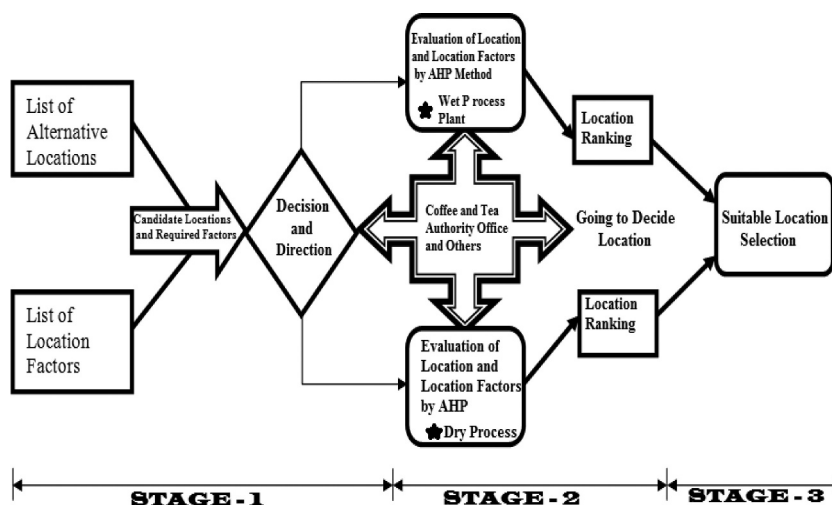 List of
Alternative
Locations
List of
Location
Factors
Candidate Locations
and Required Factors
Decision
and
Direction
Evaluation of Location
and Location Factors
by AHP Method
Wet P rocess
Plant
Coffee and Tea
Authority Office
and Others
Evaluation of
Location and
Location Factors
by AHP
Dry Process
Location
Ranking
Going to Decide
Location
Location
Ranking
Suitable Location
Selection
STAGE-1
STAGE-2
STAGE-3